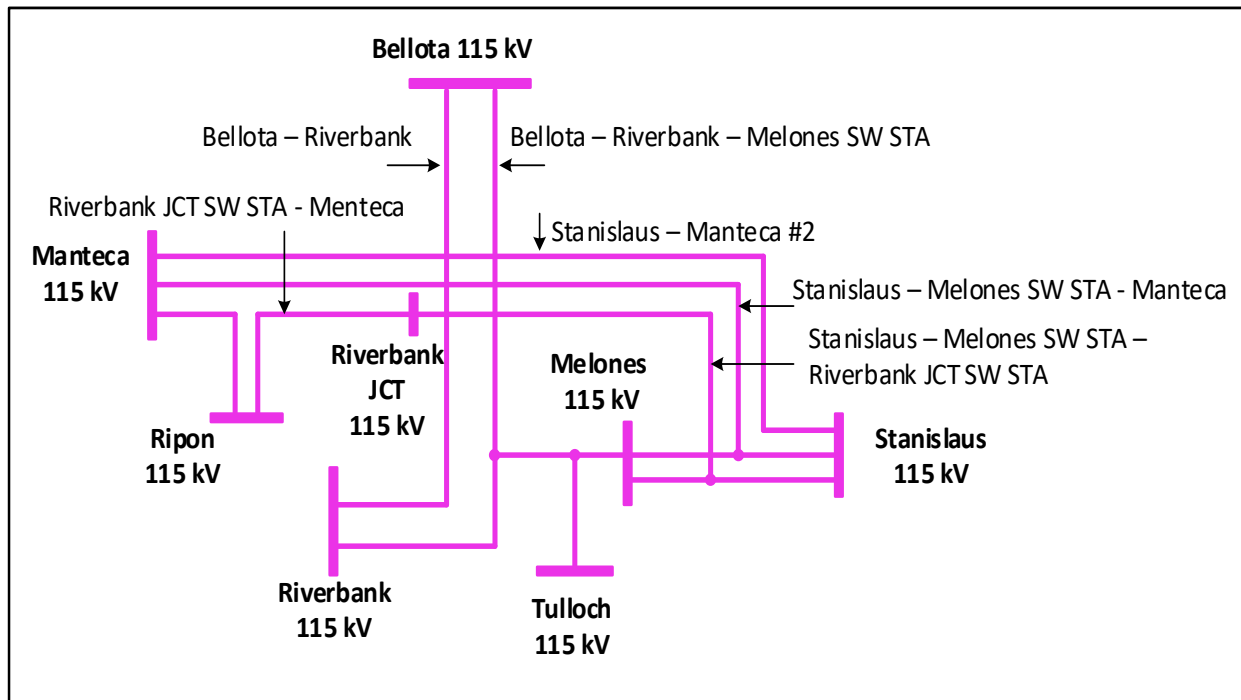 Bellota 115 kV
Bellota – Riverbank
Bellota – Riverbank – Melones SW STA
Riverbank JCT SW STA - Menteca
Stanislaus – Manteca #2
Manteca
115 kV
Stanislaus – Melones SW STA - Manteca
Stanislaus – Melones SW STA –
Riverbank JCT SW STA
Riverbank
JCT
115 kV
Melones
115 kV
Ripon
115 kV
Stanislaus
115 kV
Riverbank
115 kV
Tulloch
115 kV